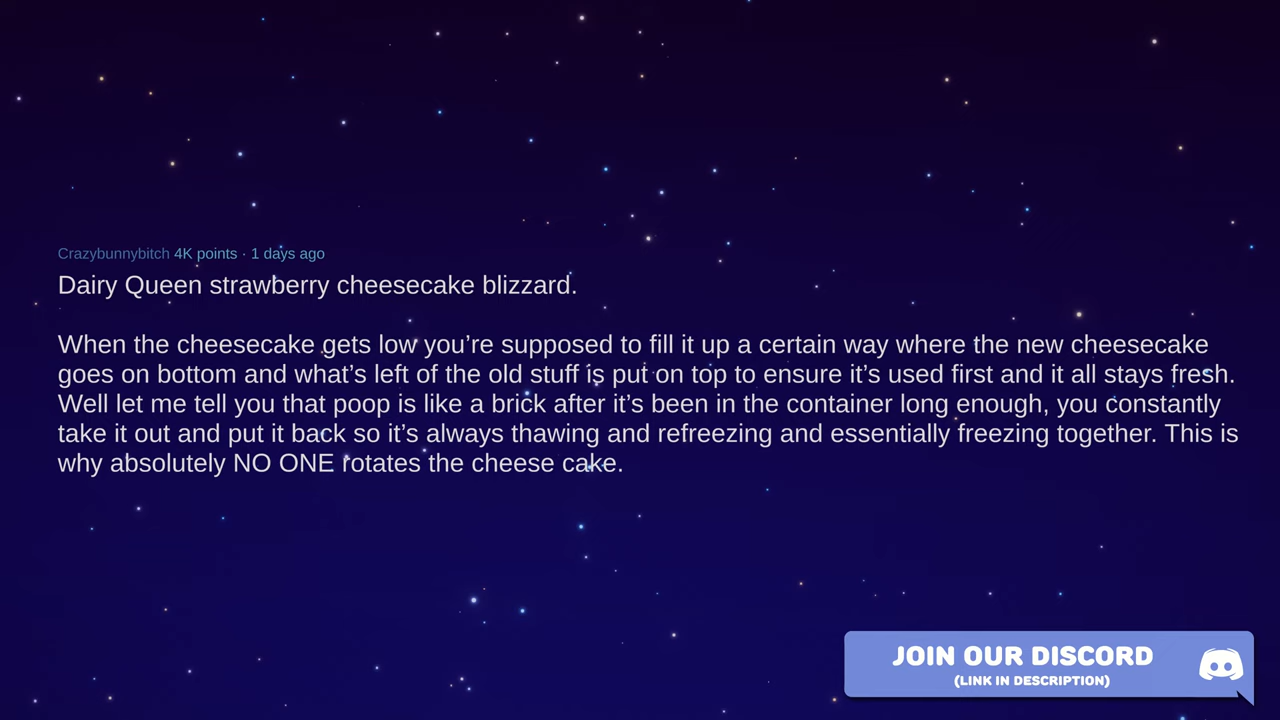 Crazybunnybitch 4K points · 1 days ago
Dairy Queen strawberry cheesecake blizzard.
When the cheesecake gets low you’re supposed to fill it up a certain way where the new cheesecake
goes on bottom and what’s left of the old stuff is put on top to ensure it’s used first and it all stays fresh.
Well let me tell you that poop is like a brick after it’s been in the container long enough, you constantly
take it out and put it back so it’s always thawing and refreezing and essentially freezing together. This is
why absolutely NO ONE rotates the cheese cake.
JOIN OUR DISCORD
(LINK IN DESCRIPTION)